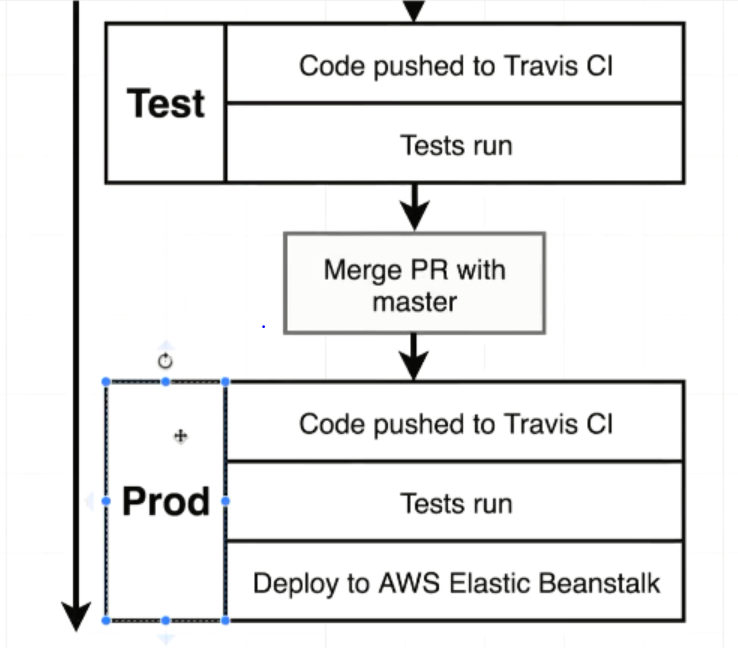 Test
Code pushed to Travis CI
Tests run
Merge PR with
master
Prod
Code pushed to Travis CI
Tests run
Deploy to AWS Elastic Beanstalk